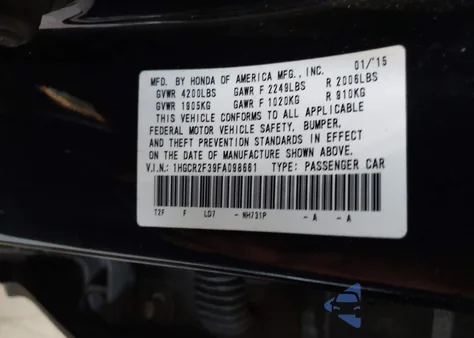 MFD. BY HONDA OF AMERICA MFG., INC. 01/'15
GVWR 4200LBS GAWR F 2249LBS R 2006LBS
GVWR 1905KG GAWR F 1020KG R 910KG
THIS VEHICLE CONFORMS TO ALL APPLICABLE
FEDERAL MOTOR VEHICLE SAFETY, BUMPER,
AND THEFT PREVENTION STANDARDS IN EFFECT
ON THE DATE OF MANUFACTURE SHOWN ABOVE.
V.I.N.: 1HGCR2F39FA098661 TYPE: PASSENGER CAR
T2F F LD7 - NH731P - A - A